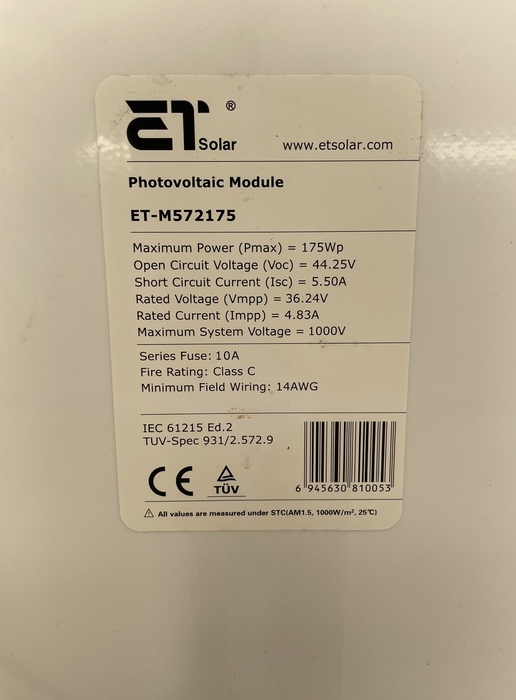 ET ® Solar www.etsolar.com
Photovoltaic Module
ET-M572175
Maximum Power (Pmax) = 175Wp
Open Circuit Voltage (Voc) = 44.25V
Short Circuit Current (Isc) = 5.50A
Rated Voltage (Vmpp) = 36.24V
Rated Current (Impp) = 4.83A
Maximum System Voltage = 1000V
Series Fuse: 10A
Fire Rating: Class C
Minimum Field Wiring: 14AWG
IEC 61215 Ed.2
TUV-Spec 931/2.572.9
CE TÜV 6 945630 810053
All values are measured under STC(AM1.5, 1000W/m², 25℃)